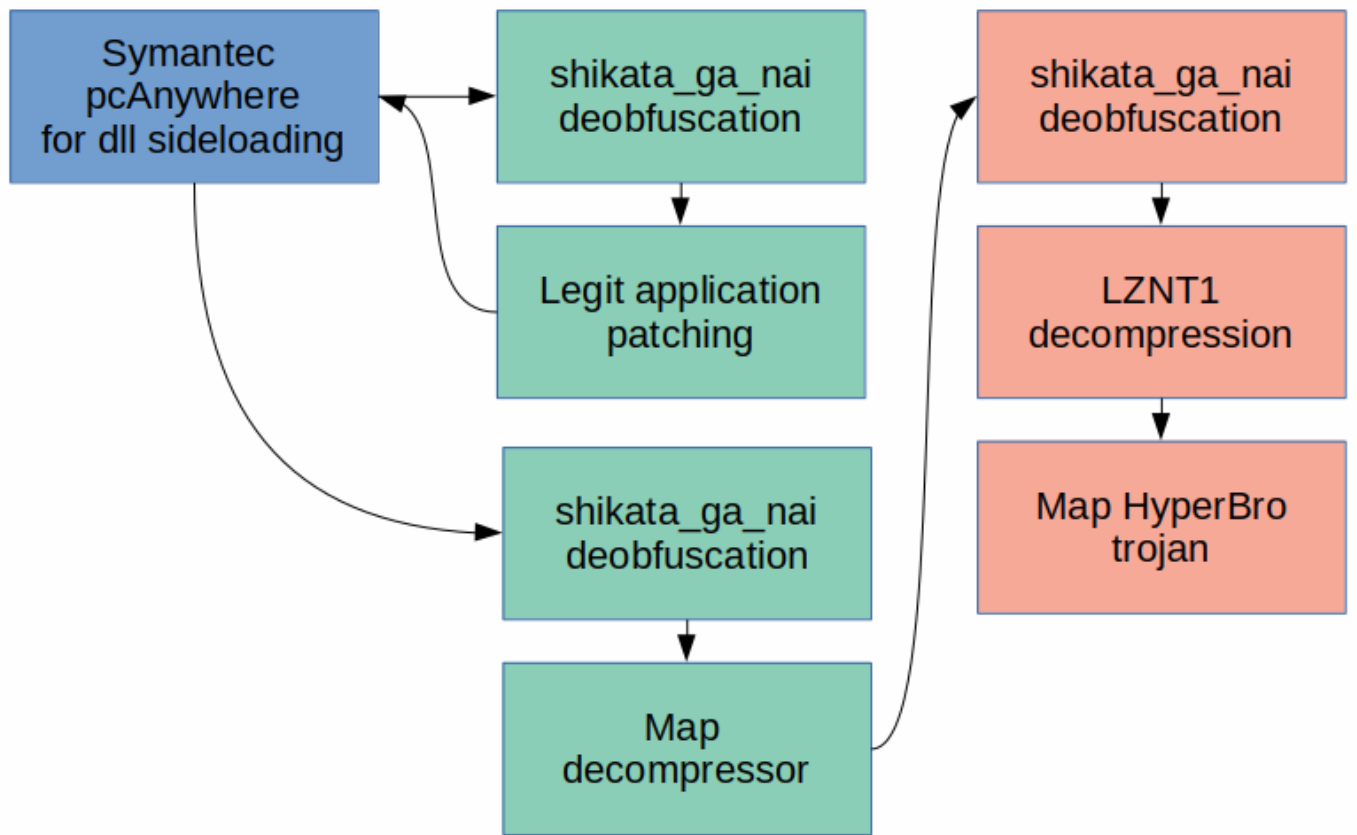 Symantec
pcAnywhere
for dll sideloading
shikata_ga_nai
deobfuscation
Legit application
patching
shikata_ga_nai
deobfuscation
Map
decompressor
shikata_ga_nai
deobfuscation
LZNT1
decompression
Map HyperBro
trojan